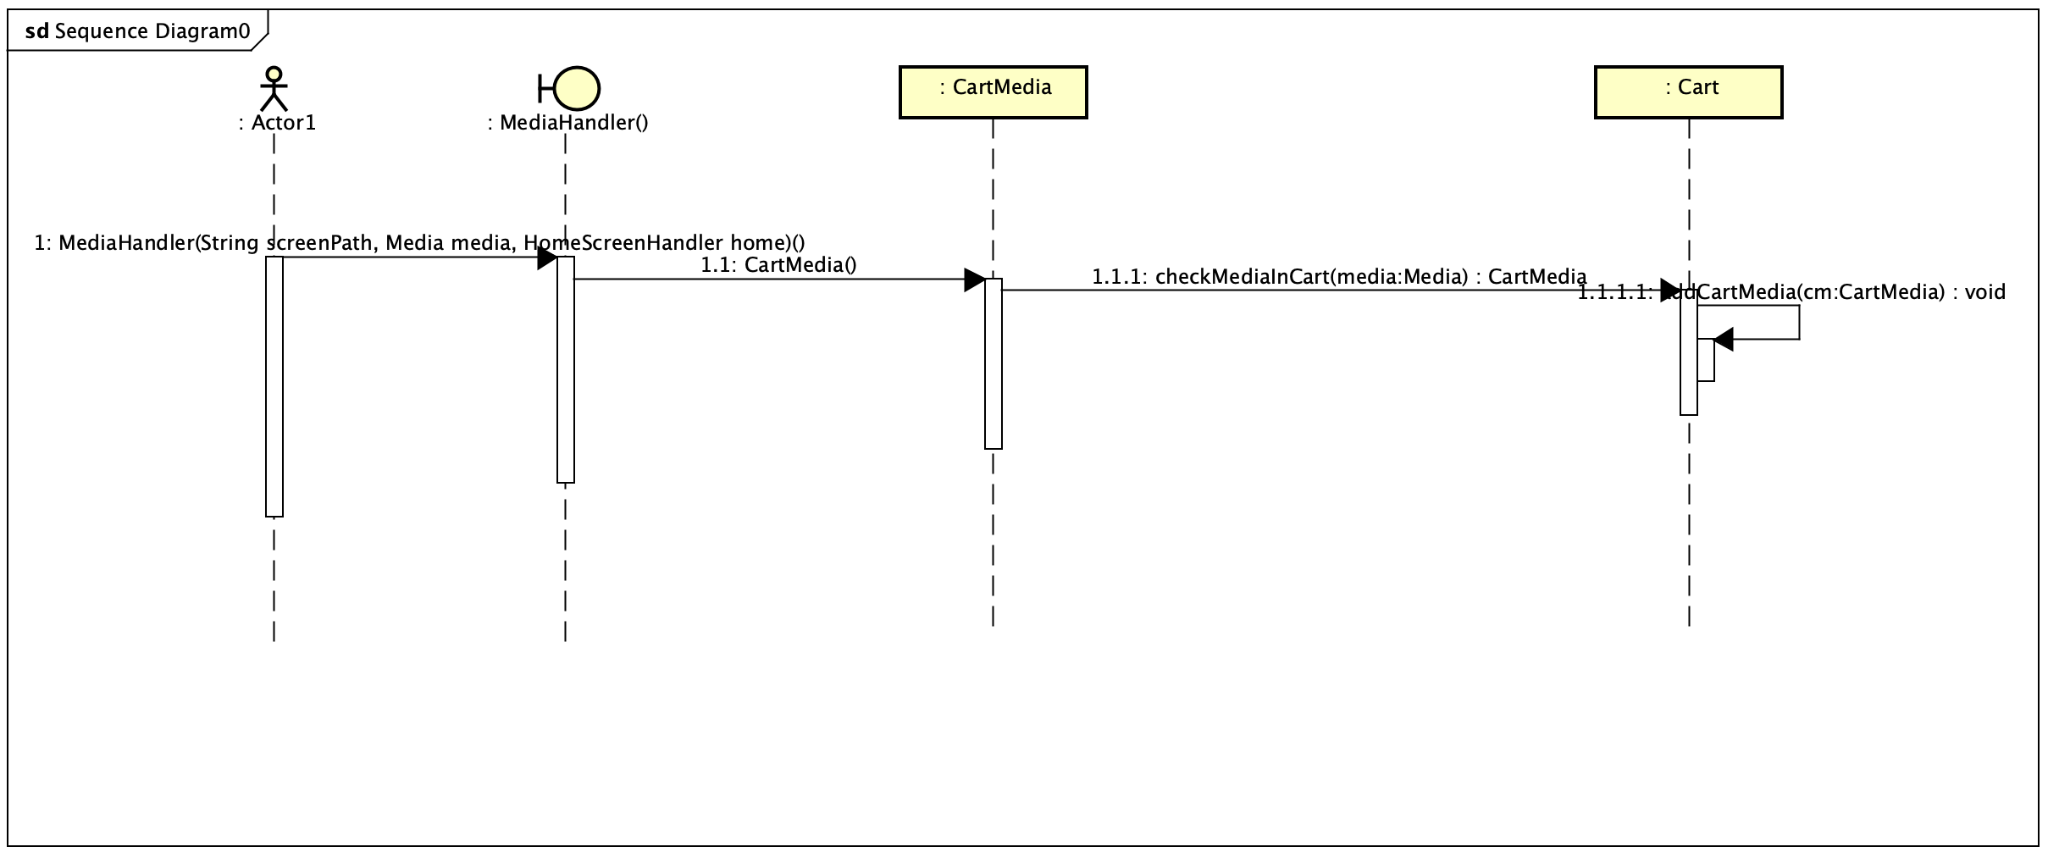 sd Sequence Diagram0
: Actor1
: MediaHandler()
: CartMedia
: Cart
1: MediaHandler(String screenPath, Media media, HomeScreenHandler home)()
1.1: CartMedia()
1.1.1: checkMediaInCart(media:Media) : CartMedia
1.1.1.1: addCartMedia(cm:CartMedia) : void